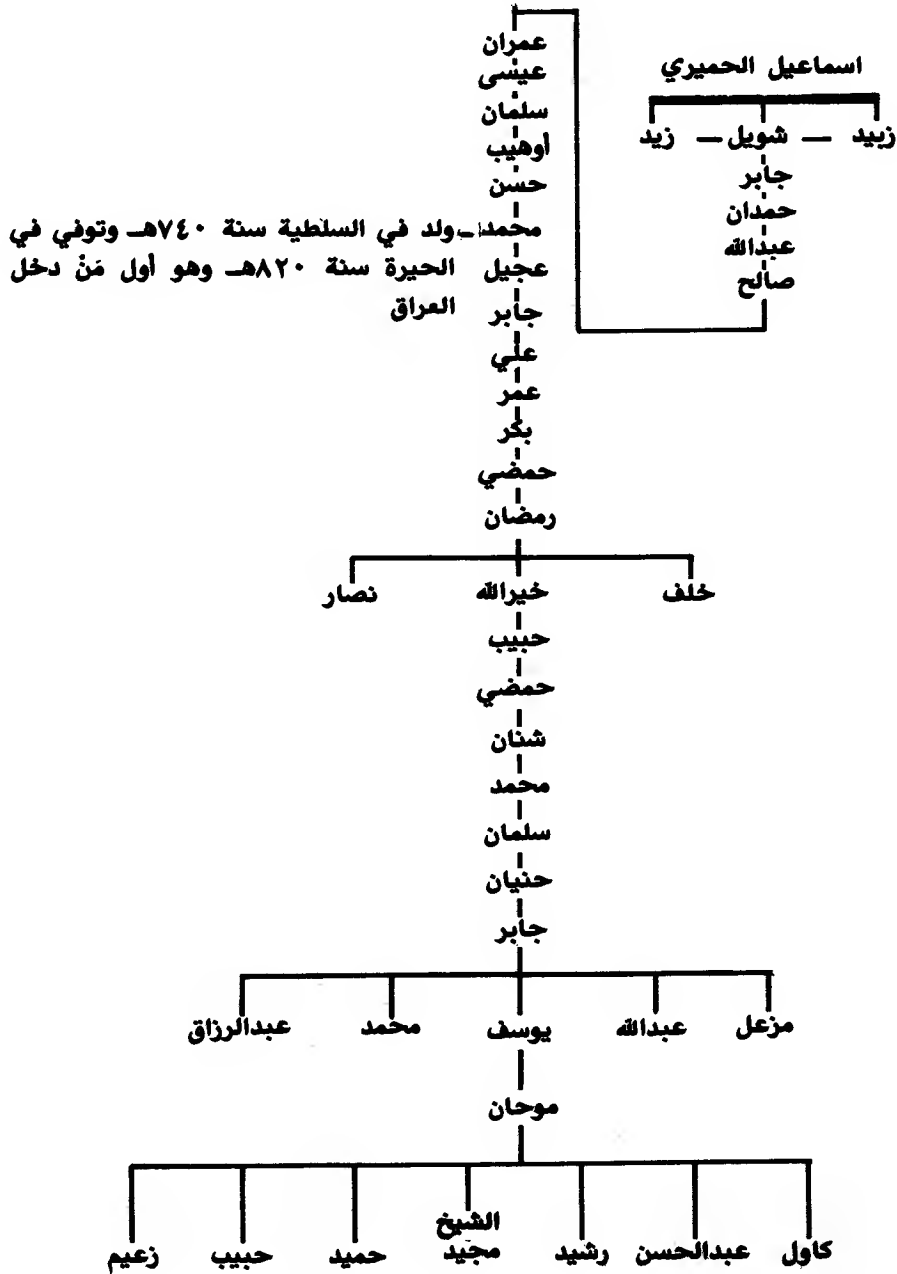 اسماعيل الحميري
زبيد — شويل — زيد
جابر
حمدان
عبدالله
صالح
عمران
عيسى
سلمان
أوهيب
حسن
محمد - ولد في السلطية سنة ٧٤٠هـ وتوفي في
عجيل الحيرة سنة ٨٢٠هـ وهو أول مَنْ دخل
جابر العراق
علي
عمر
بكر
حمضي
رمضان
خلف خيرالله نصار
حبيب
حمضي
شنان
محمد
سلمان
حنيان
جابر
مزعل عبدالله يوسف محمد عبدالرزاق
موحان
الشيخ
كاول عبدالحسن رشيد مجيد حميد حبيب زعيم